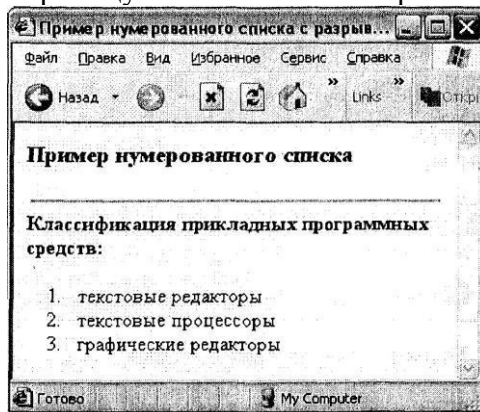 Пример нумерованного списка с разрыв...
Файл Правка Вид Избранное Сервис Справка
Назад » Links »
Пример нумерованного списка
Классификация прикладных программных
средств:
1. текстовые редакторы
2. текстовые процессоры
3. графические редакторы
Готово My Computer